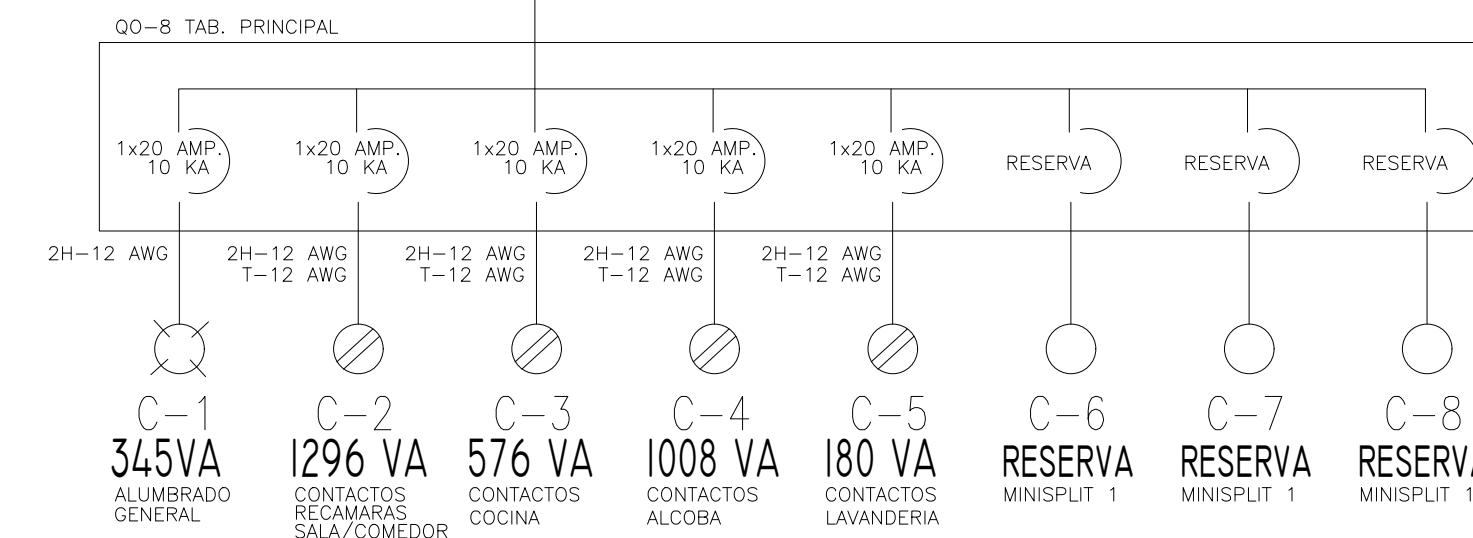 QO-8 TAB. PRINCIPAL
1x20 AMP.
10 KA
1x20 AMP.
10 KA
1x20 AMP.
10 KA
1x20 AMP.
10 KA
1x20 AMP.
10 KA
RESERVA
RESERVA
RESERVA
2H-12 AWG
2H-12 AWG
T-12 AWG
2H-12 AWG
T-12 AWG
2H-12 AWG
T-12 AWG
2H-12 AWG
T-12 AWG
C-1
345VA
ALUMBRADO
GENERAL
C-2
1296 VA
CONTACTOS
RECAMARAS
SALA/COMEDOR
C-3
576 VA
CONTACTOS
COCINA
C-4
1008 VA
CONTACTOS
ALCOBA
C-5
180 VA
CONTACTOS
LAVANDERIA
C-6
RESERVA
MINISPLIT 1
C-7
RESERVA
MINISPLIT 1
C-8
RESERVA
MINISPLIT 1